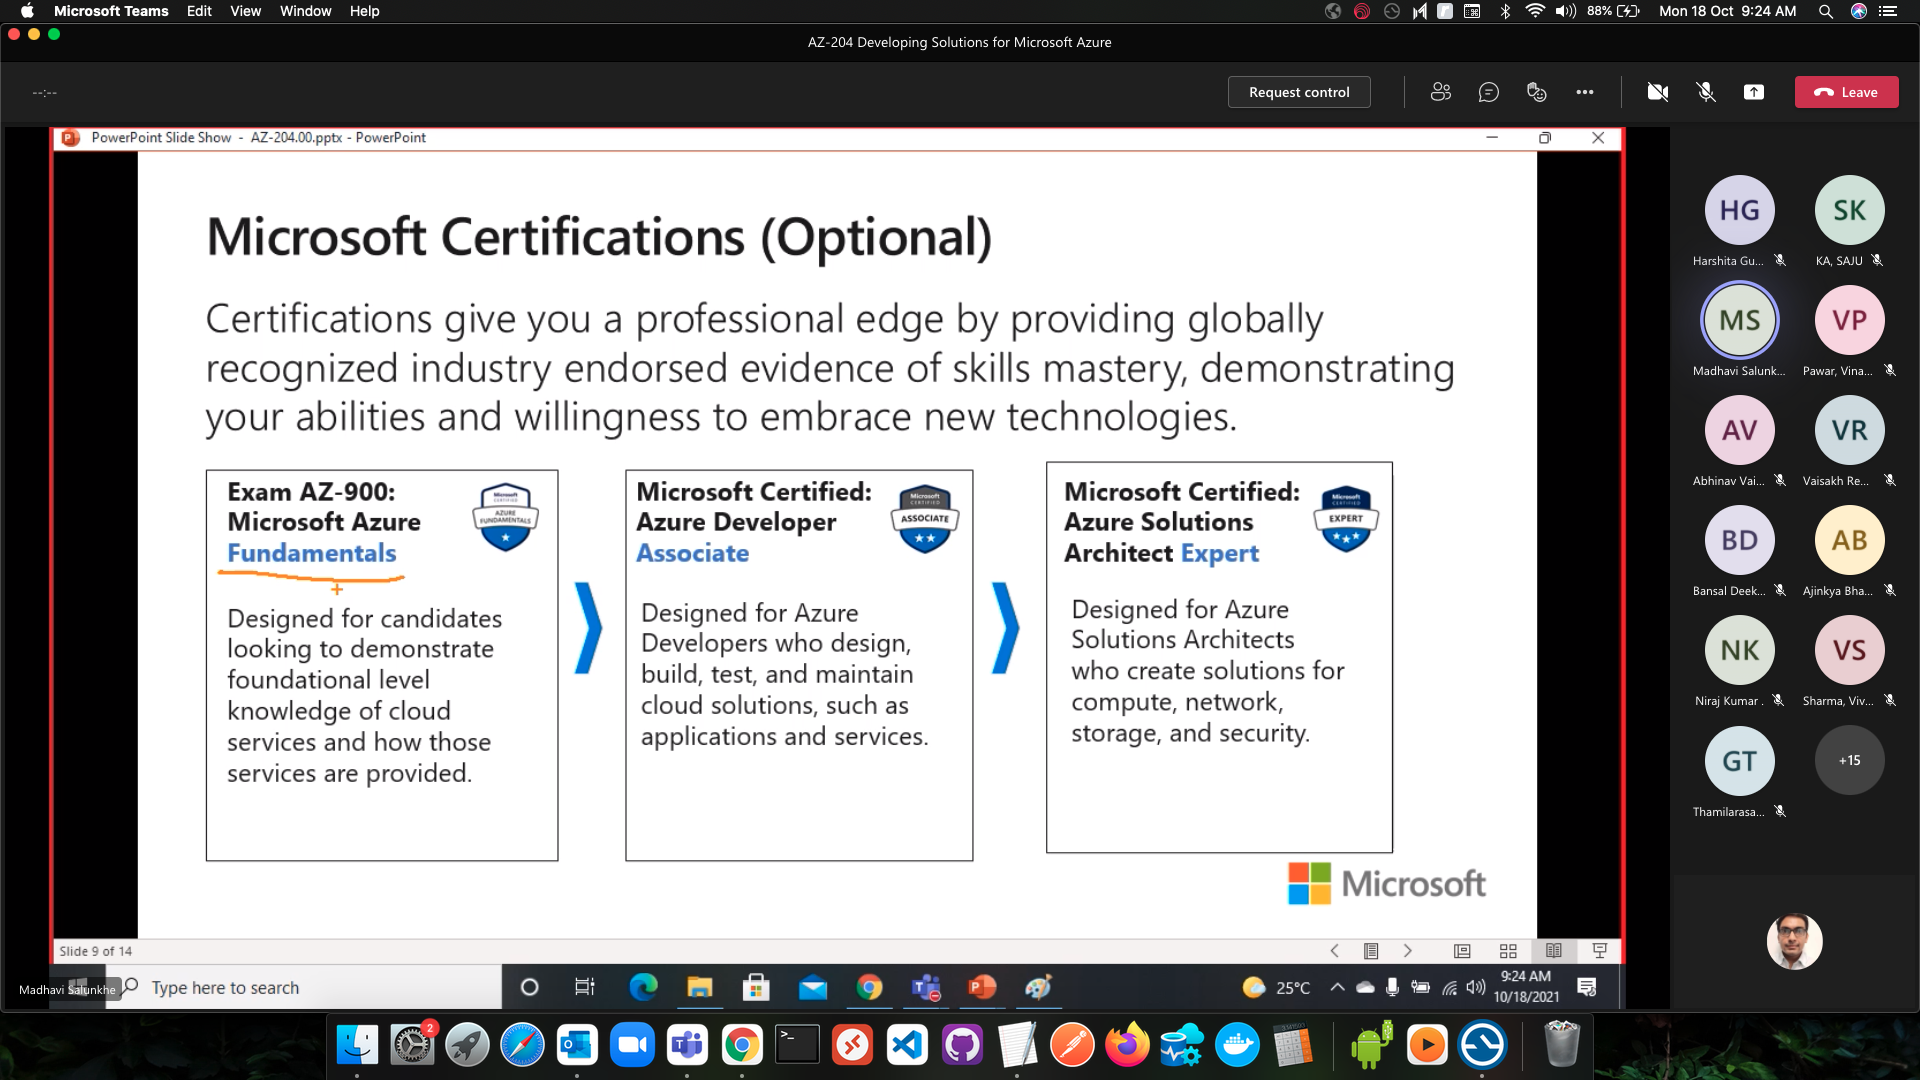 Microsoft Teams Edit View Window Help
88% Mon 18 Oct 9:24 AM
AZ-204 Developing Solutions for Microsoft Azure
--:--
Request control
Leave
PowerPoint Slide Show - AZ-204.00.pptx - PowerPoint
Microsoft Certifications (Optional)
Certifications give you a professional edge by providing globally
recognized industry endorsed evidence of skills mastery, demonstrating
your abilities and willingness to embrace new technologies.
Exam AZ-900:
Microsoft Azure
Fundamentals
Microsoft
CERTIFIED
AZURE
FUNDAMENTALS
Designed for candidates
looking to demonstrate
foundational level
knowledge of cloud
services and how those
services are provided.
Microsoft Certified:
Azure Developer
Associate
Microsoft
CERTIFIED
ASSOCIATE
Designed for Azure
Developers who design,
build, test, and maintain
cloud solutions, such as
applications and services.
Microsoft Certified:
Azure Solutions
Architect Expert
Microsoft
CERTIFIED
EXPERT
Designed for Azure
Solutions Architects
who create solutions for
compute, network,
storage, and security.
Microsoft
Slide 9 of 14
Madhavi Salunkhe
Type here to search
25°C
9:24 AM
10/18/2021
HG
Harshita Gu...
SK
KA, SAJU
MS
Madhavi Salunk...
VP
Pawar, Vina...
AV
Abhinav Vai...
VR
Vaisakh Re...
BD
Bansal Deek...
AB
Ajinkya Bha...
NK
Niraj Kumar .
VS
Sharma, Viv...
GT
Thamilarasa...
+15
2